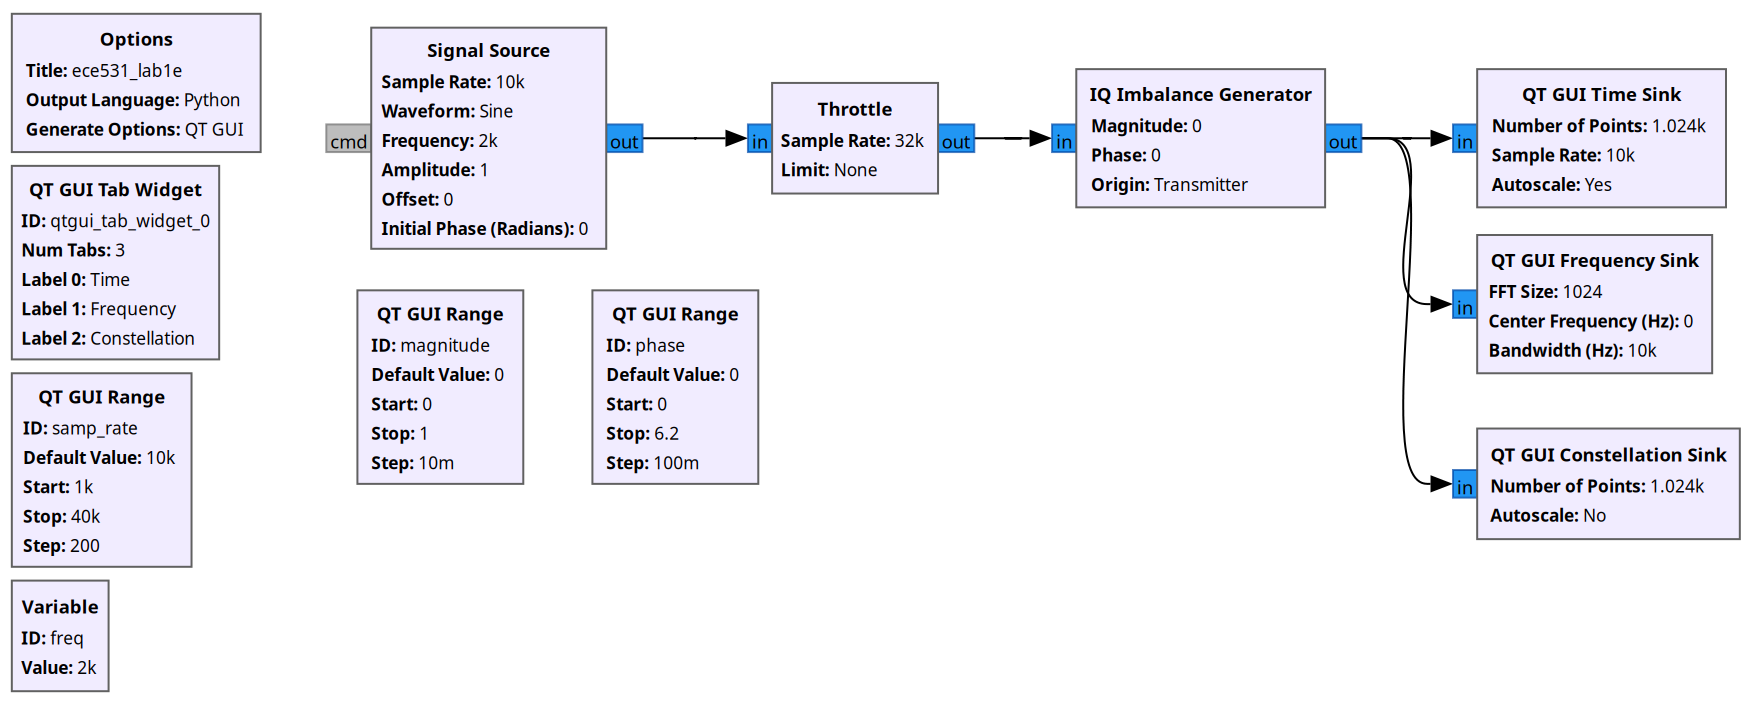 Options
Title: ece531_lab1e
Output Language: Python
Generate Options: QT GUI
QT GUI Tab Widget
ID: qtgui_tab_widget_0
Num Tabs: 3
Label 0: Time
Label 1: Frequency
Label 2: Constellation
QT GUI Range
ID: samp_rate
Default Value: 10k
Start: 1k
Stop: 40k
Step: 200
Variable
ID: freq
Value: 2k
cmd
Signal Source
Sample Rate: 10k
Waveform: Sine
Frequency: 2k
Amplitude: 1
Offset: 0
Initial Phase (Radians): 0
out
QT GUI Range
ID: magnitude
Default Value: 0
Start: 0
Stop: 1
Step: 10m
QT GUI Range
ID: phase
Default Value: 0
Start: 0
Stop: 6.2
Step: 100m
in
Throttle
Sample Rate: 32k
Limit: None
out
in
IQ Imbalance Generator
Magnitude: 0
Phase: 0
Origin: Transmitter
out
in
QT GUI Time Sink
Number of Points: 1.024k
Sample Rate: 10k
Autoscale: Yes
in
QT GUI Frequency Sink
FFT Size: 1024
Center Frequency (Hz): 0
Bandwidth (Hz): 10k
in
QT GUI Constellation Sink
Number of Points: 1.024k
Autoscale: No